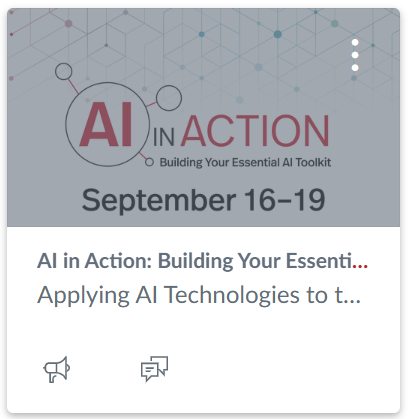 AI IN ACTION
Building Your Essential AI Toolkit
September 16–19
AI in Action: Building Your Essenti...
Applying AI Technologies to t...